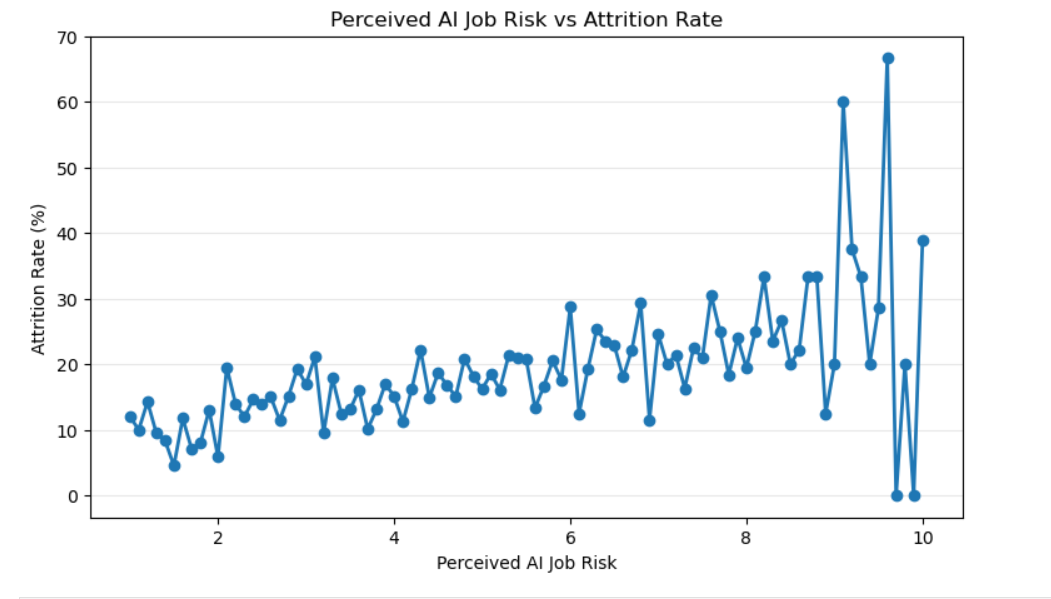 Perceived AI Job Risk vs Attrition Rate
70
60
50
40
30
20
10
0
Attrition Rate (%)
2 4 6 8 10
Perceived AI Job Risk